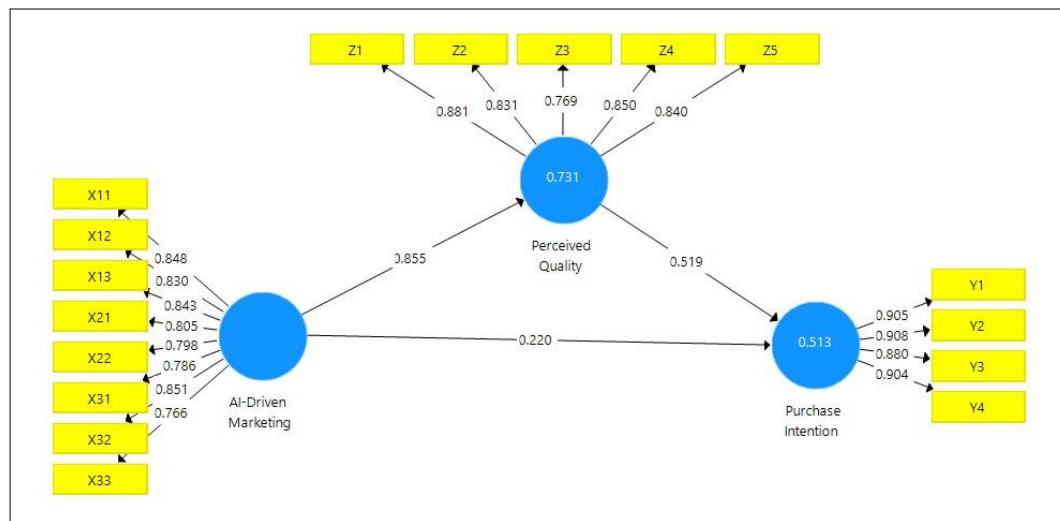 Z1
Z2
Z3
Z4
Z5
0.881
0.831
0.769
0.850
0.840
0.731
Perceived
Quality
X11
X12
X13
X21
X22
X31
X32
X33
0.848
0.830
0.843
0.805
0.798
0.786
0.851
0.766
AI-Driven
Marketing
0.855
0.519
0.220
0.513
Purchase
Intention
0.905
0.908
0.880
0.904
Y1
Y2
Y3
Y4